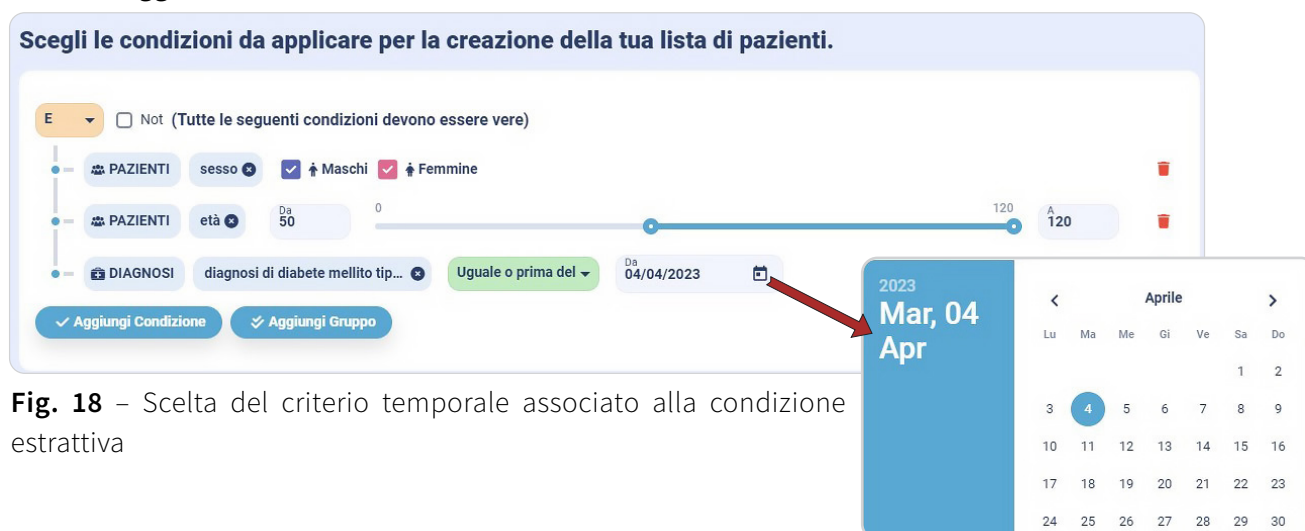 Scegli le condizioni da applicare per la creazione della tua lista di pazienti.
E Not (Tutte le seguenti condizioni devono essere vere)
PAZIENTI sesso Maschi Femmine
PAZIENTI età Da 50 0 120 A 120
DIAGNOSI diagnosi di diabete mellito tip... Uguale o prima del Da 04/04/2023
Aggiungi Condizione Aggiungi Gruppo
2023
Mar, 04
Apr
Aprile
Lu Ma Me Gi Ve Sa Do
1 2
3 4 5 6 7 8 9
10 11 12 13 14 15 16
17 18 19 20 21 22 23
24 25 26 27 28 29 30
Fig. 18 – Scelta del criterio temporale associato alla condizione
estrattiva